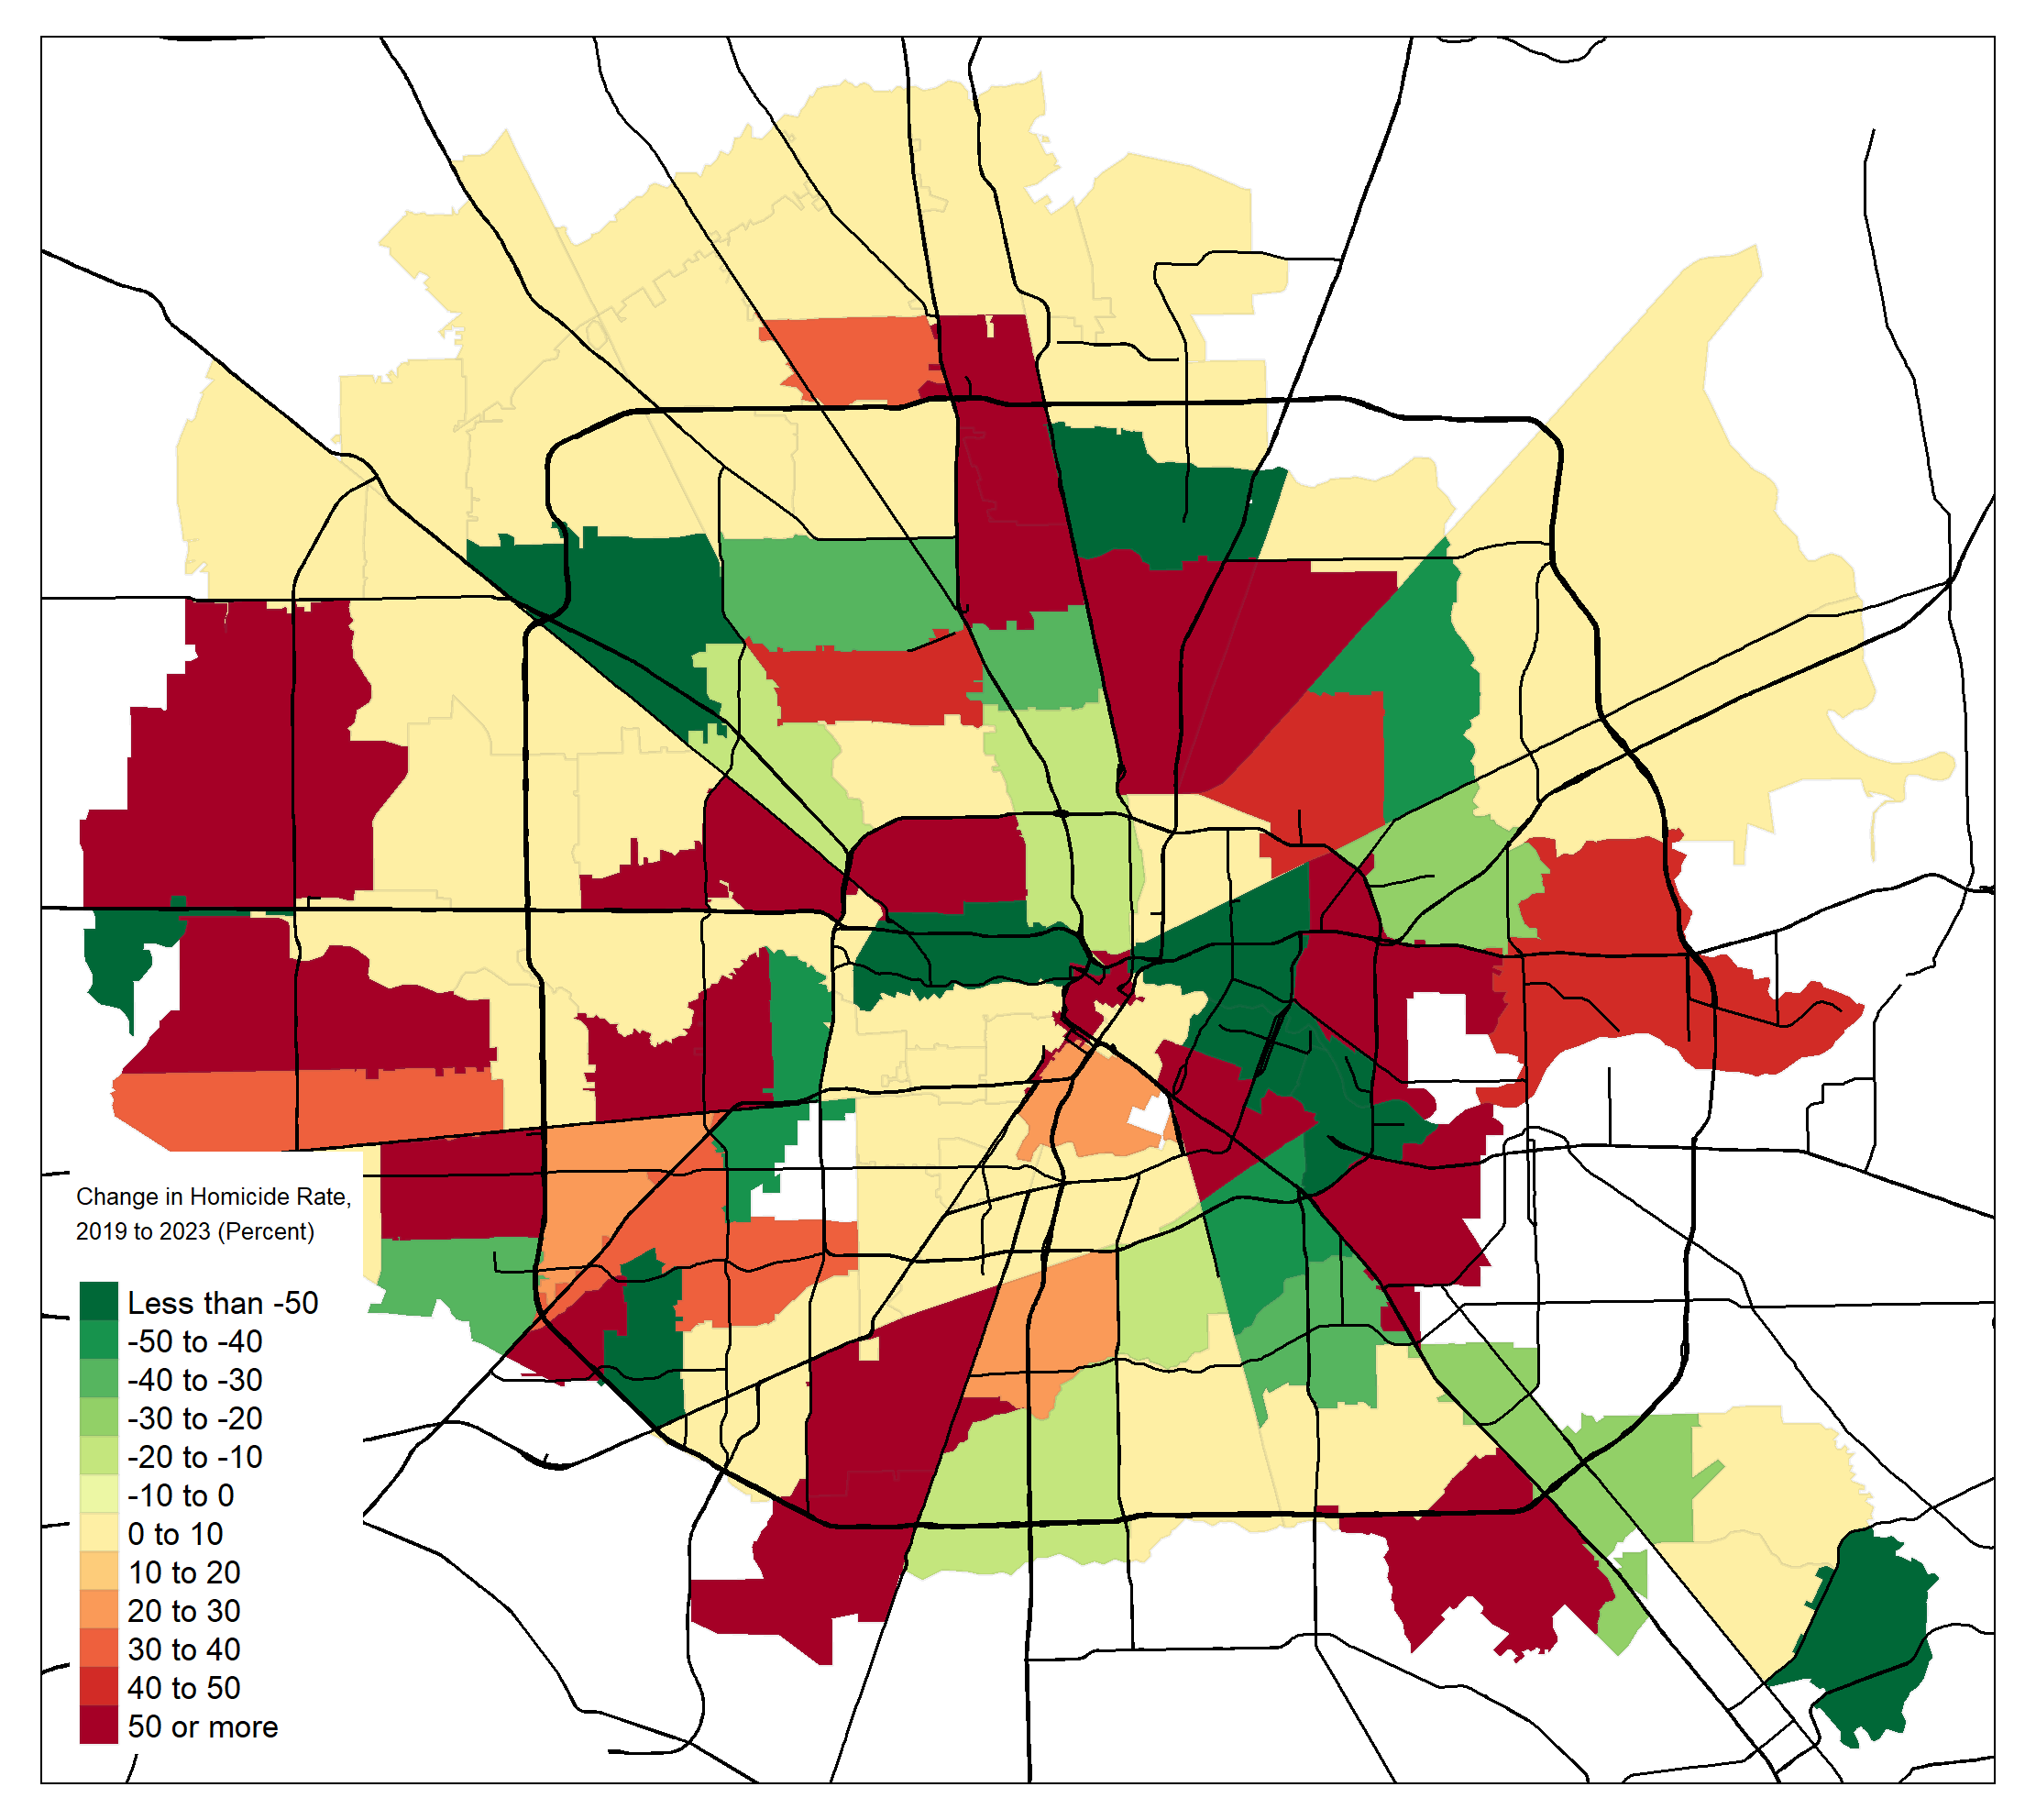 Change in Homicide Rate,
2019 to 2023 (Percent)
Less than -50
-50 to -40
-40 to -30
-30 to -20
-20 to -10
-10 to 0
0 to 10
10 to 20
20 to 30
30 to 40
40 to 50
50 or more